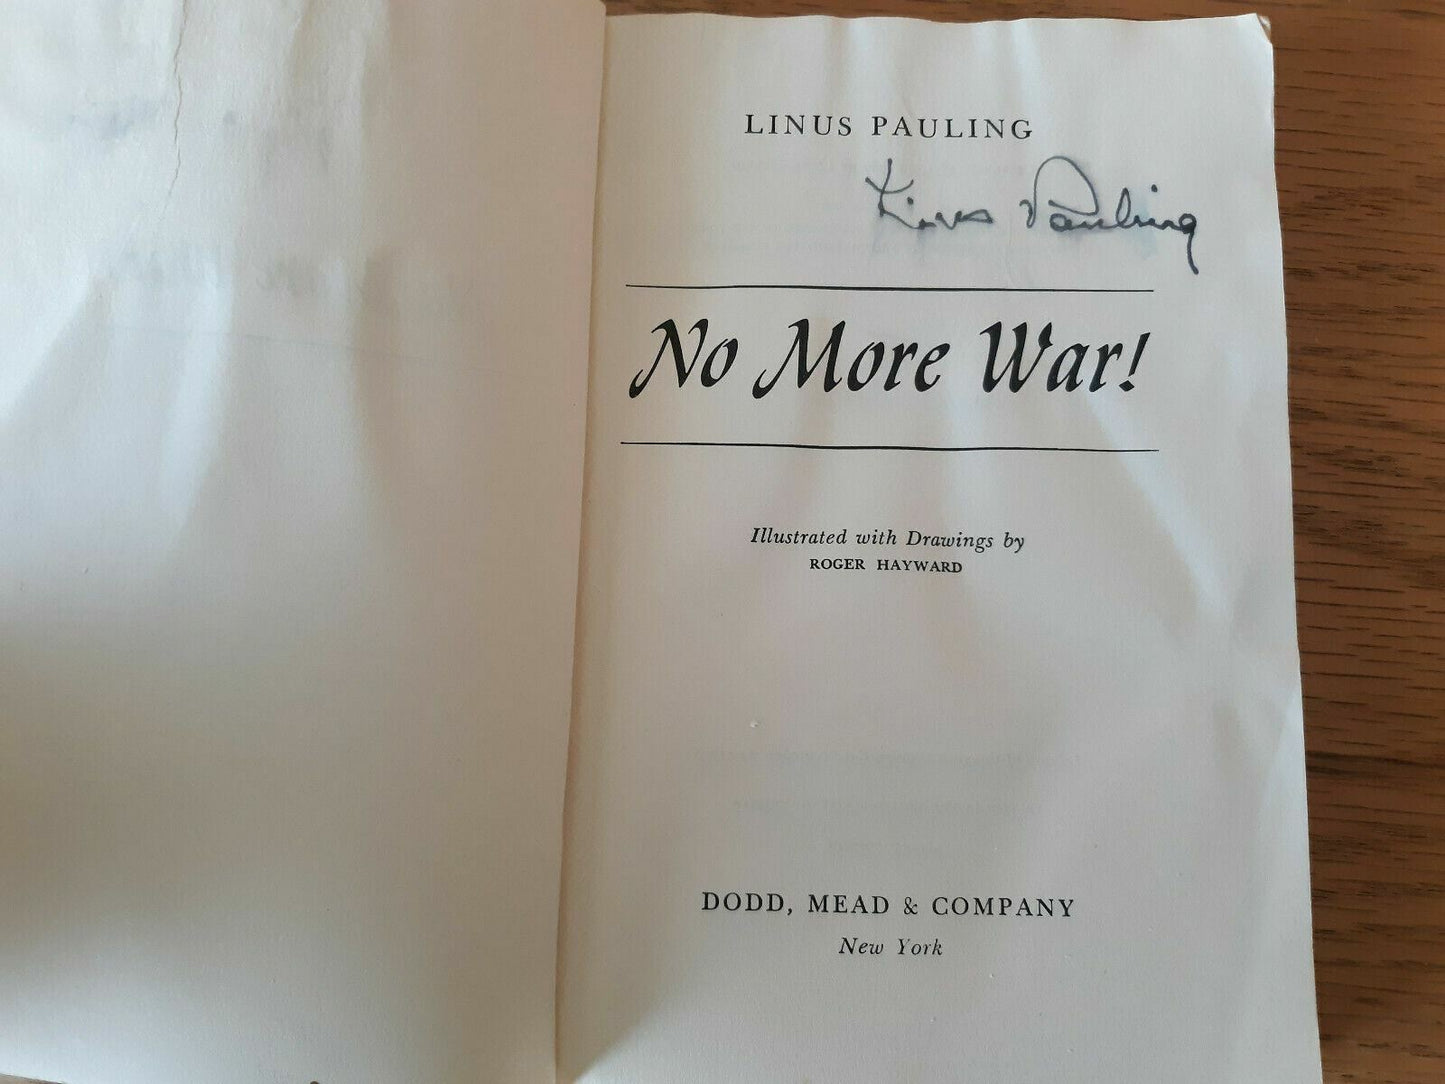 LINUS PAULING
Linus Pauling
No More War!
Illustrated with Drawings by
ROGER HAYWARD
DODD, MEAD & COMPANY
New York